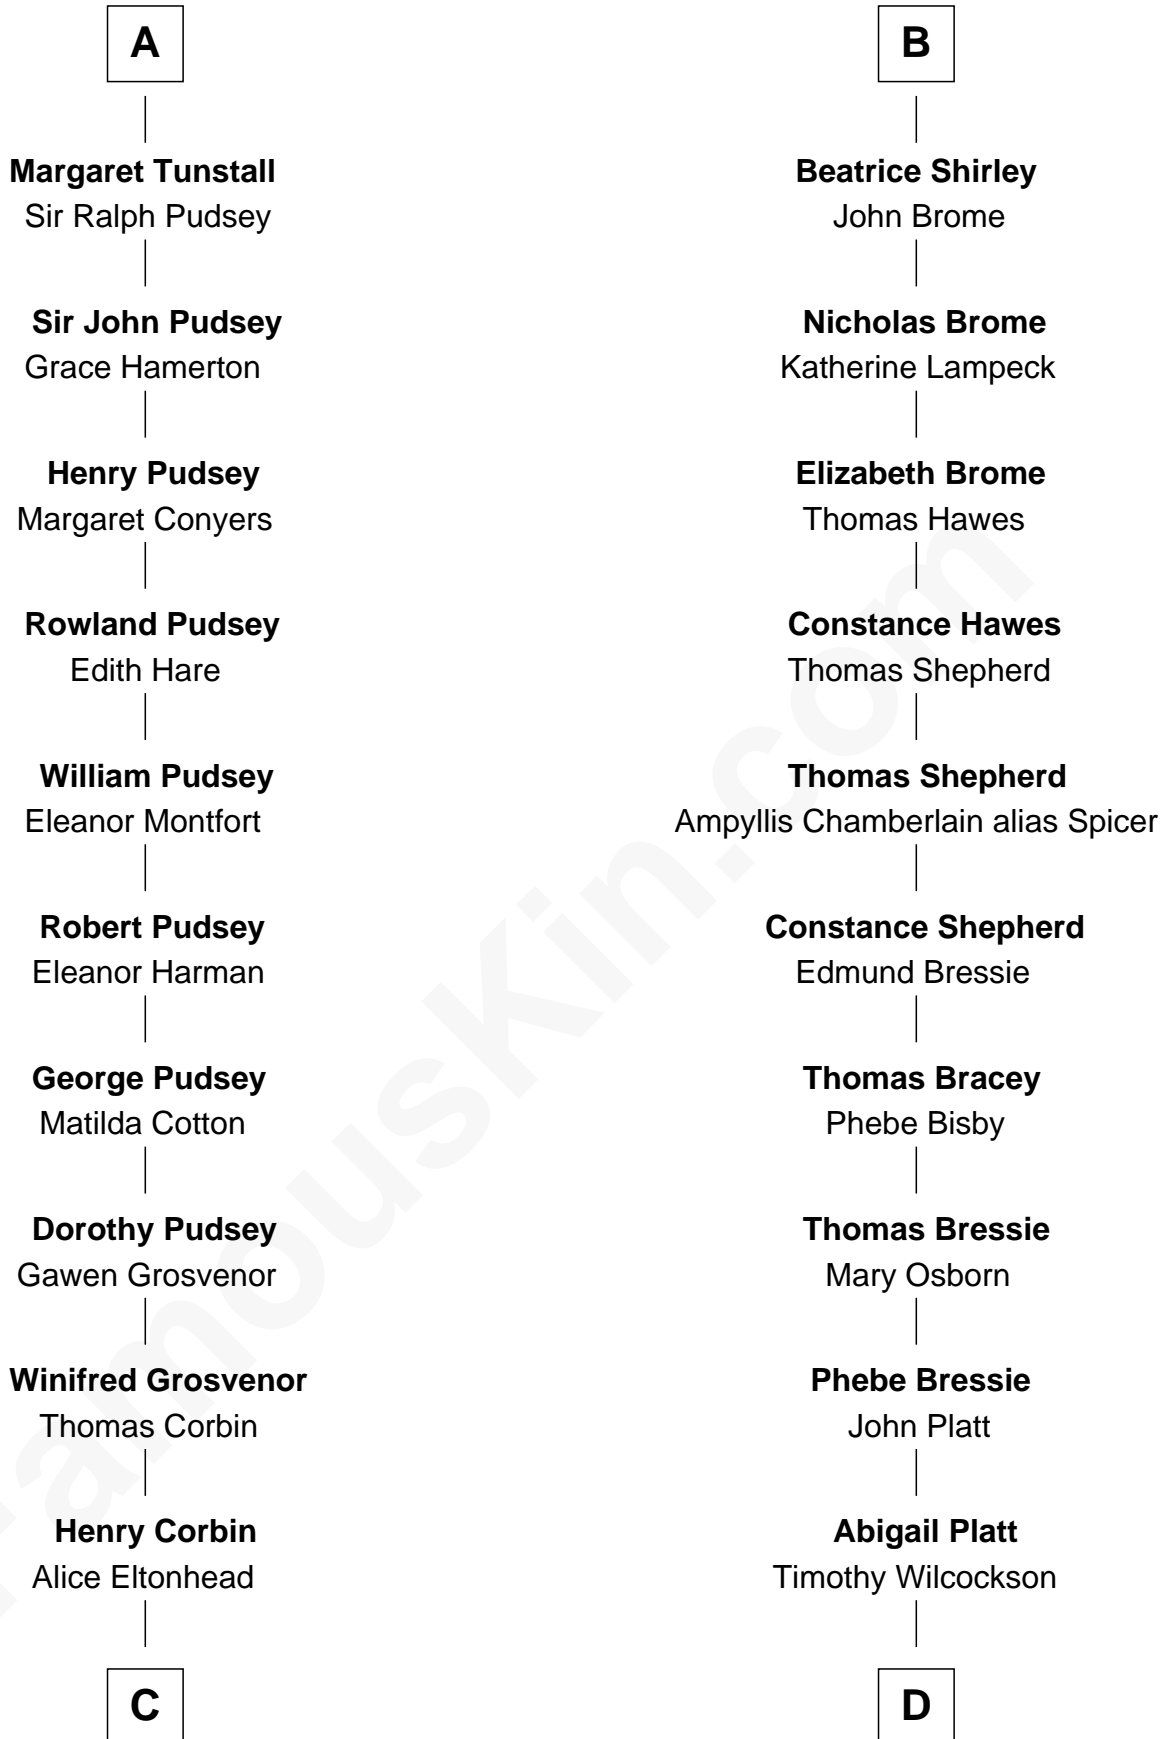 A
Margaret Tunstall
Sir Ralph Pudsey
Sir John Pudsey
Grace Hamerton
Henry Pudsey
Margaret Conyers
Rowland Pudsey
Edith Hare
William Pudsey
Eleanor Montfort
Robert Pudsey
Eleanor Harman
George Pudsey
Matilda Cotton
Dorothy Pudsey
Gawen Grosvenor
Winifred Grosvenor
Thomas Corbin
Henry Corbin
Alice Eltonhead
C
B
Beatrice Shirley
John Brome
Nicholas Brome
Katherine Lampeck
Elizabeth Brome
Thomas Hawes
Constance Hawes
Thomas Shepherd
Thomas Shepherd
Ampyllis Chamberlain alias Spicer
Constance Shepherd
Edmund Bressie
Thomas Bracey
Phebe Bisby
Thomas Bressie
Mary Osborn
Phebe Bressie
John Platt
Abigail Platt
Timothy Wilcockson
D
FamousKin.com